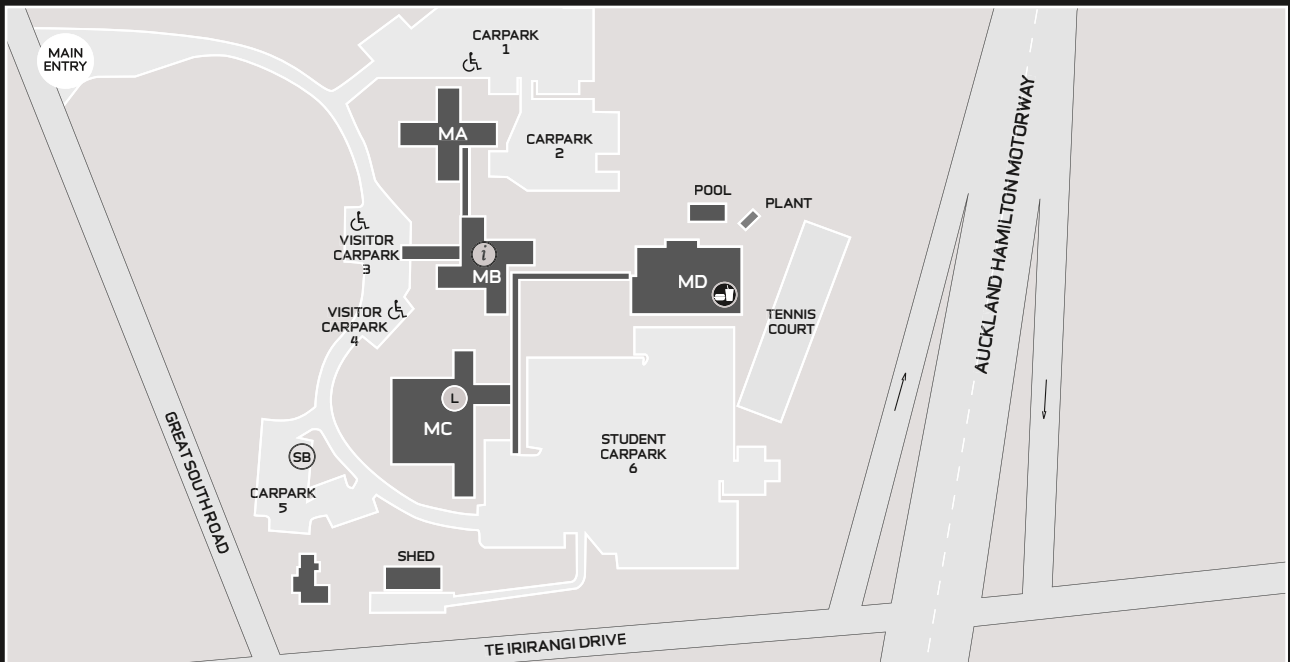 MAIN
ENTRY
CARPARK
1
MA
CARPARK
2
POOL
PLANT
VISITOR
CARPARK
3
i
MB
MD
VISITOR
CARPARK
4
TENNIS
COURT
AUCKLAND HAMILTON MOTORWAY
L
MC
GREAT SOUTH ROAD
STUDENT
CARPARK
6
SB
CARPARK
5
SHED
TE IRIRANGI DRIVE